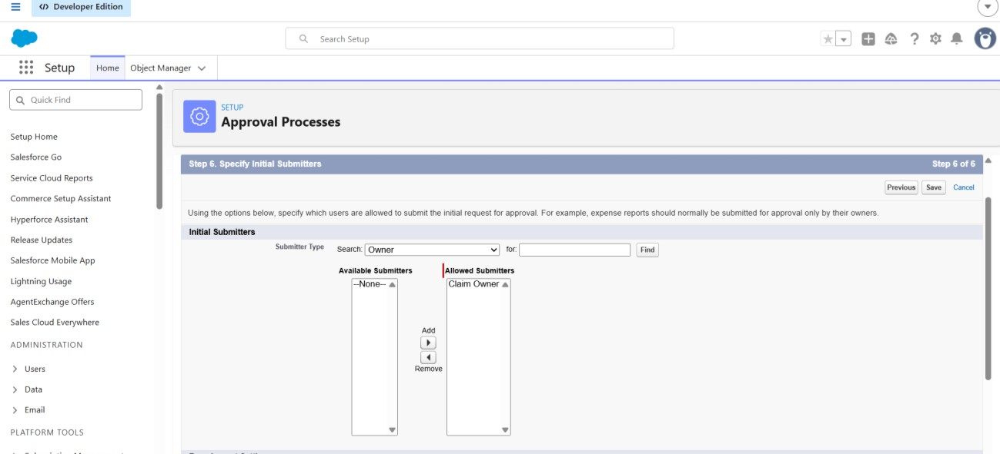 Developer Edition
Search Setup
Setup Home Object Manager
Quick Find
Setup Home
Salesforce Go
Service Cloud Reports
Commerce Setup Assistant
Hyperforce Assistant
Release Updates
Salesforce Mobile App
Lightning Usage
AgentExchange Offers
Sales Cloud Everywhere
ADMINISTRATION
Users
Data
Email
PLATFORM TOOLS
SETUP
Approval Processes
Step 6. Specify Initial Submitters Step 6 of 6
Previous Save Cancel
Using the options below, specify which users are allowed to submit the initial request for approval. For example, expense reports should normally be submitted for approval only by their owners.
Initial Submitters
Submitter Type Search: Owner for: Find
Available Submitters Allowed Submitters
--None-- Claim Owner
Add
Remove